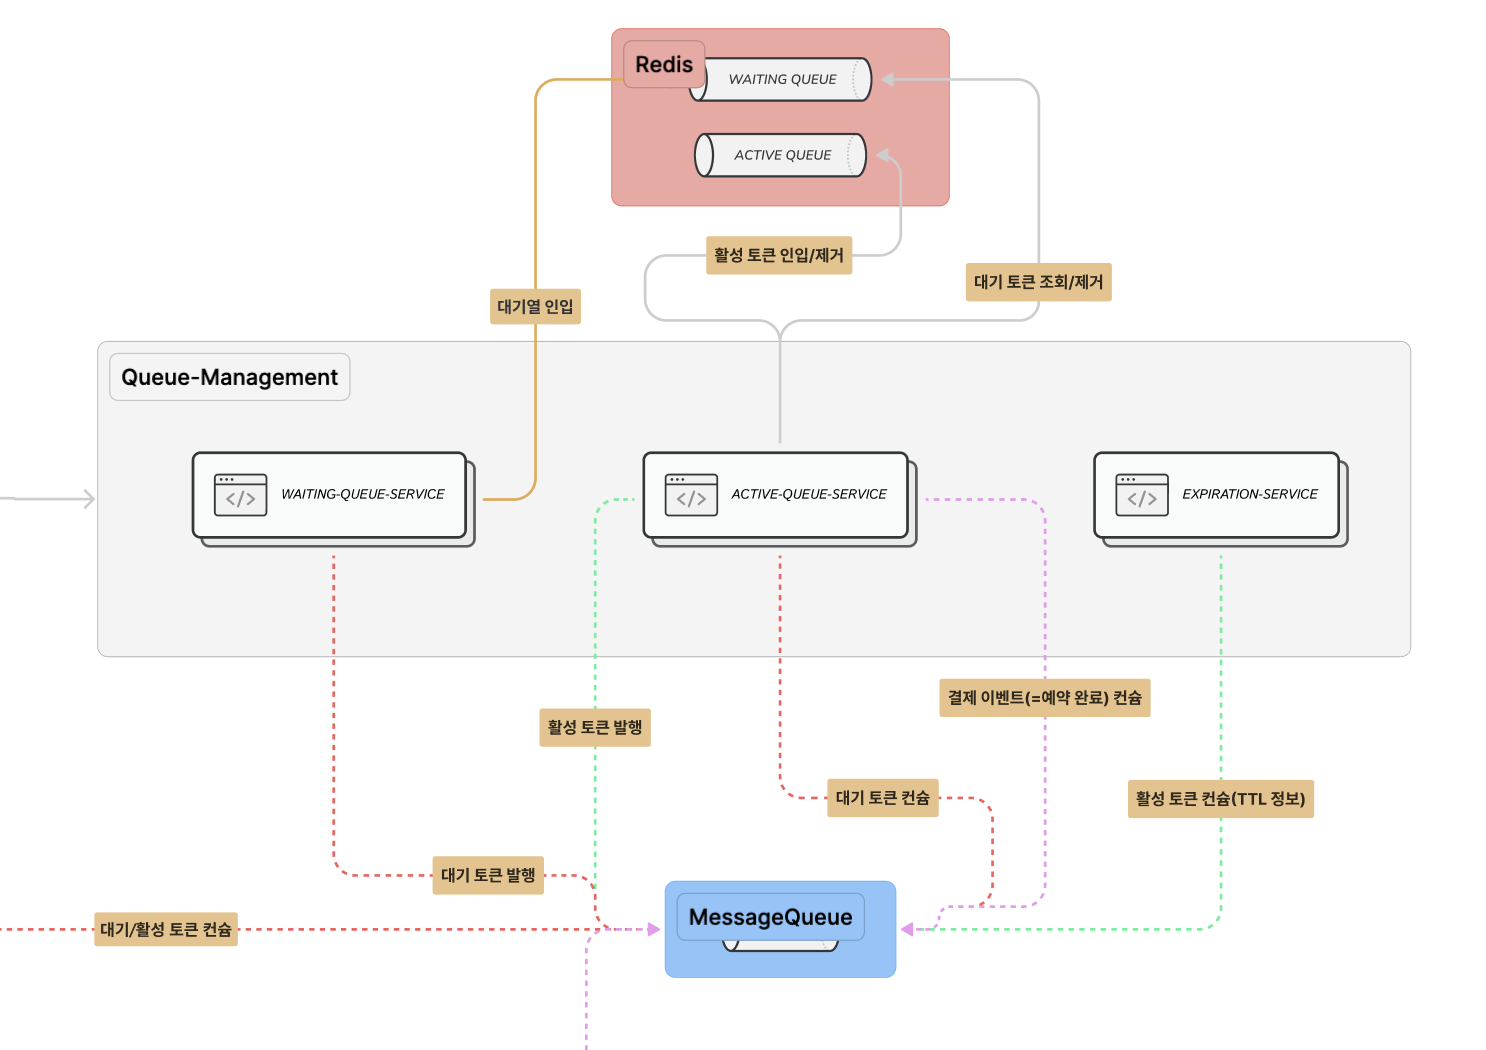 Redis
WAITING QUEUE
ACTIVE QUEUE
활성 토큰 인입/제거
대기 토큰 조회/제거
대기열 인입
Queue-Management
WAITING-QUEUE-SERVICE
ACTIVE-QUEUE-SERVICE
EXPIRATION-SERVICE
결제 이벤트(=예약 완료) 컨슘
활성 토큰 발행
대기 토큰 컨슘
활성 토큰 컨슘(TTL 정보)
대기 토큰 발행
MessageQueue
대기/활성 토큰 컨슘